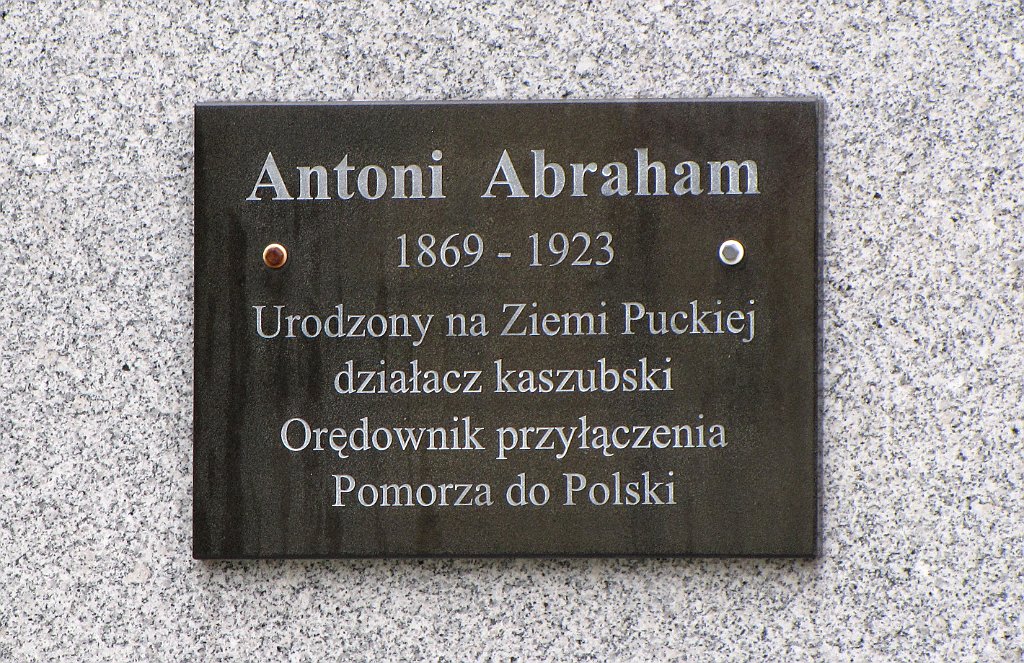 Antoni Abraham
1869 - 1923
Urodzony na Ziemi Puckiej
działacz kaszubski
Orędownik przyłączenia
Pomorza do Polski